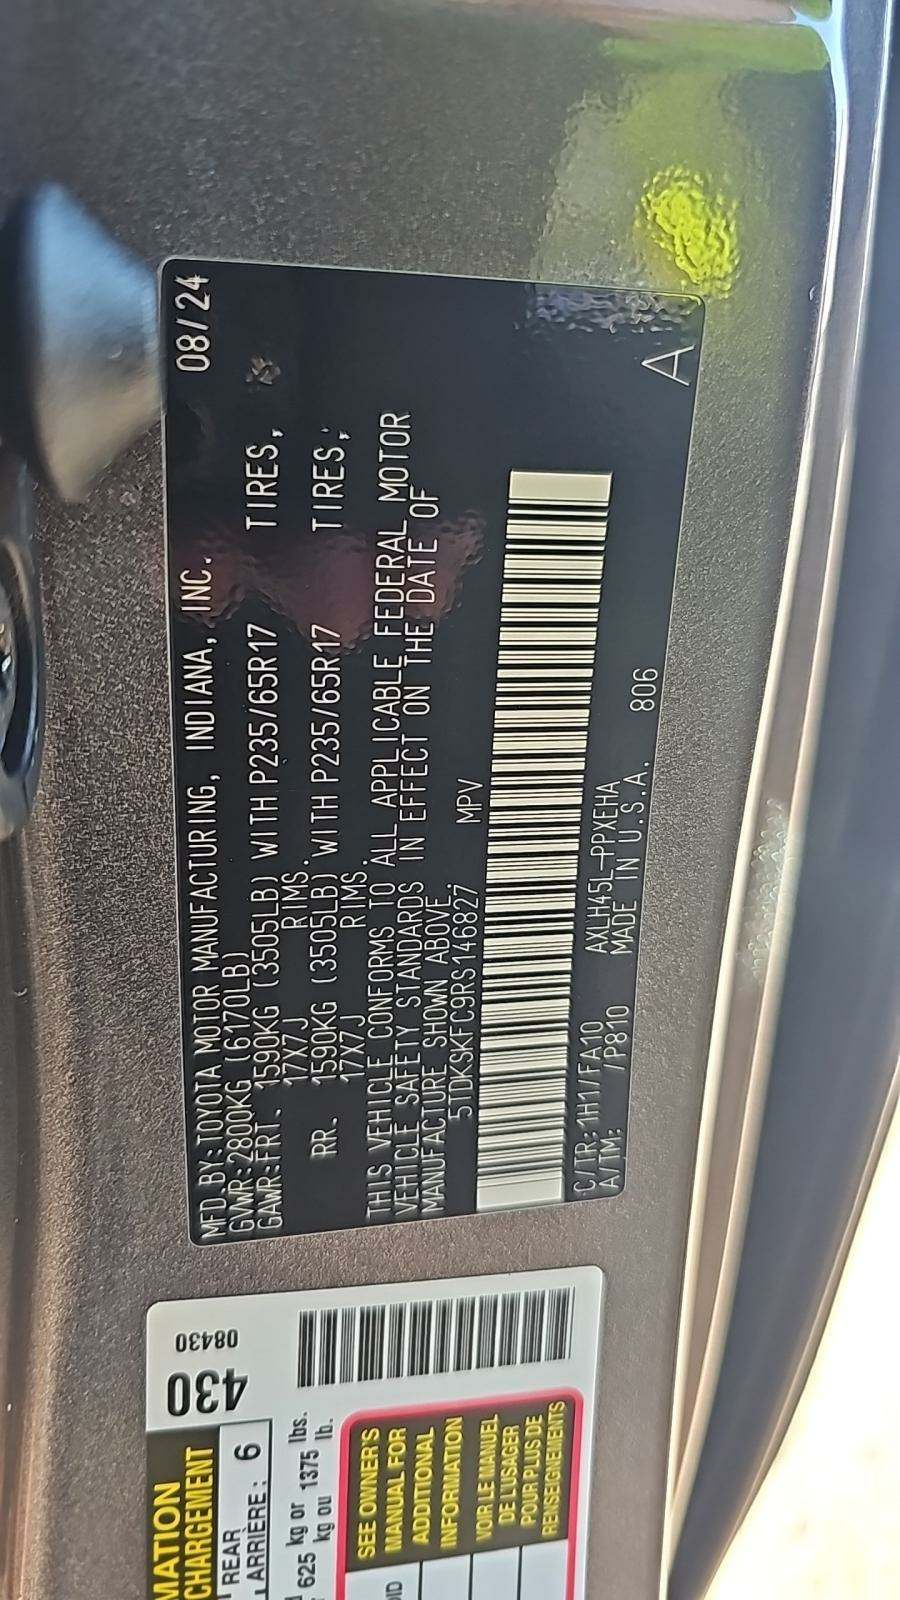 MFD.BY:TOYOTA MOTOR MANUFACTURING, INDIANA, INC. 08/24
GVWR:2800KG (6170LB)
GAWR:FRT. 1590KG (3505LB) WITH P235/65R17 TIRES,
17X7J RIMS.
RR. 1590KG (3505LB) WITH P235/65R17 TIRES,
17X7J RIMS.
THIS VEHICLE CONFORMS TO ALL APPLICABLE FEDERAL MOTOR
VEHICLE SAFETY STANDARDS IN EFFECT ON THE DATE OF
MANUFACTURE SHOWN ABOVE.
5TDKSKFC9RS146827 MPV
C/TR:1H1/FA10 AXLH45L-PPXEHA
A/TM: /P810 MADE IN U.S.A. 806
A
MATION
CHARGEMENT
430
08430
REAR
ARRIÈRE : 6
625 kg or 1375 lbs.
kg ou lb.
SEE OWNER'S
MANUAL FOR
ADDITIONAL
INFORMATION
VOIR LE MANUEL
DE L'USAGER
POUR PLUS DE
RENSEIGNEMENTS